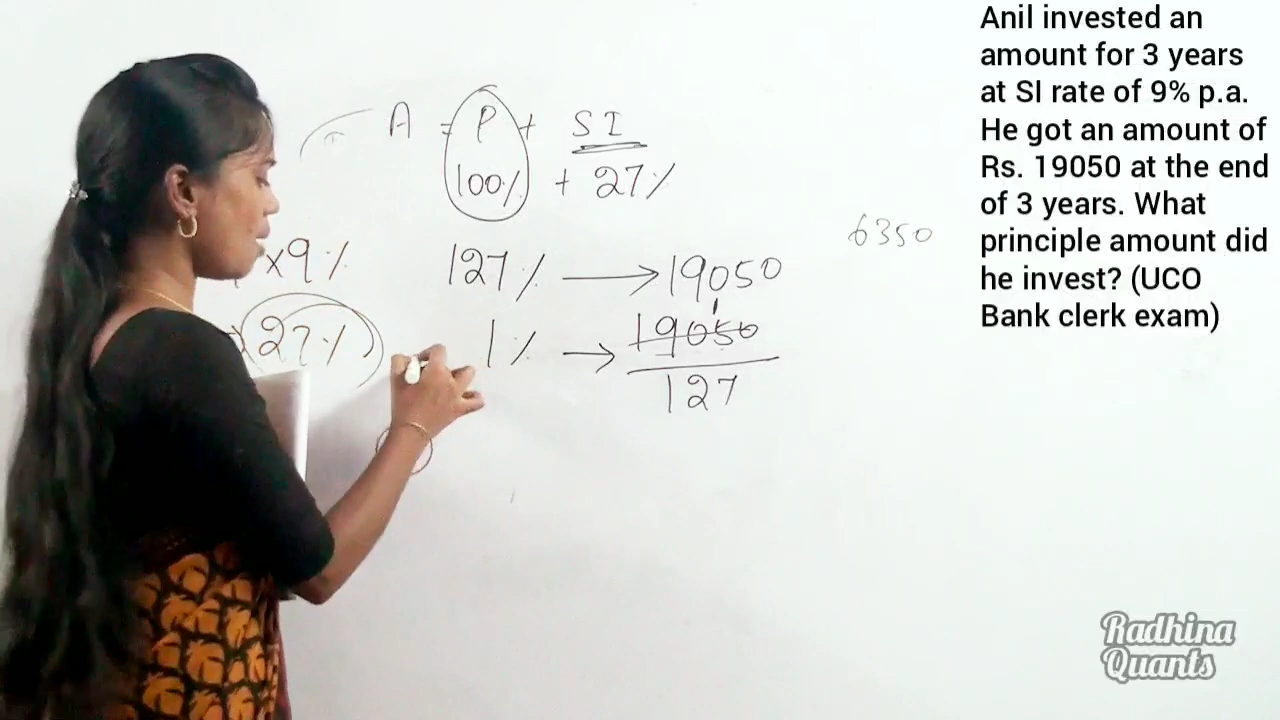 A = P + SI
100% + 27%
×9%
127% → 19050
27%
1% → 19050
127
6350
Anil invested an
amount for 3 years
at SI rate of 9% p.a.
He got an amount of
Rs. 19050 at the end
of 3 years. What
principle amount did
he invest? (UCO
Bank clerk exam)
Radhina
Quants